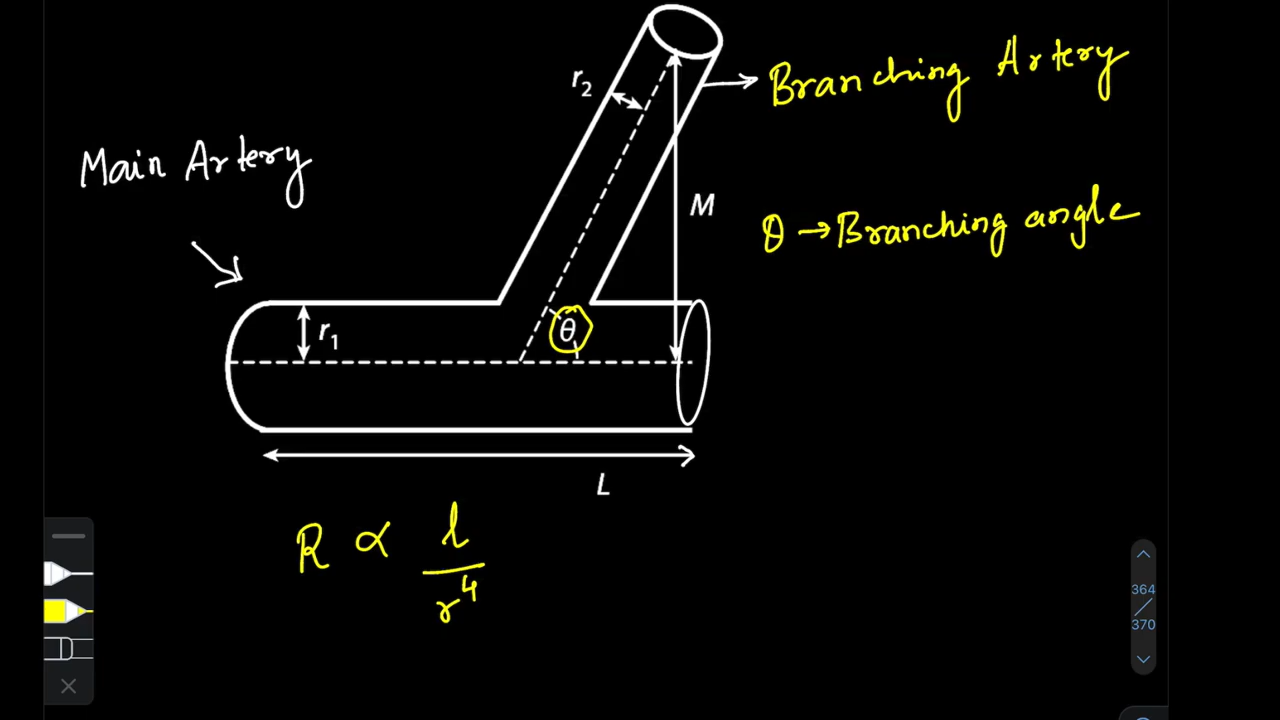 Branching Artery
r₂
Main Artery
M
θ → Branching angle
θ
r₁
L
R ∝ l
r⁴
364
370